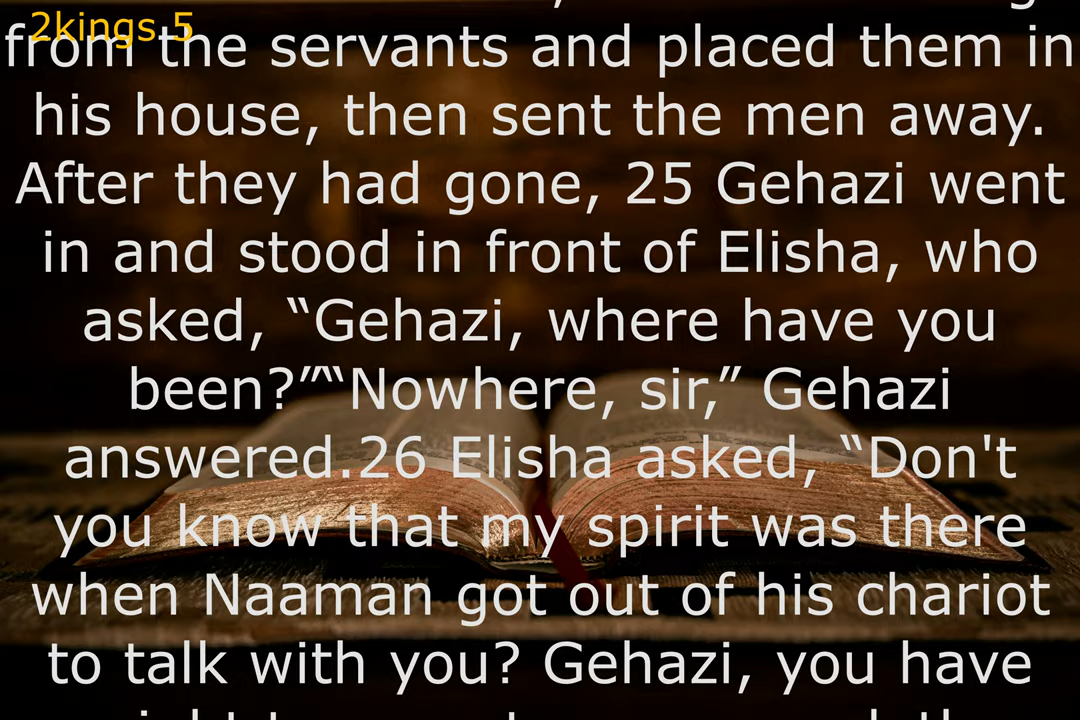 2kings 5
from the servants and placed them in
his house, then sent the men away.
After they had gone, 25 Gehazi went
in and stood in front of Elisha, who
asked, “Gehazi, where have you
been?”“Nowhere, sir,” Gehazi
answered.26 Elisha asked, “Don't
you know that my spirit was there
when Naaman got out of his chariot
to talk with you? Gehazi, you have